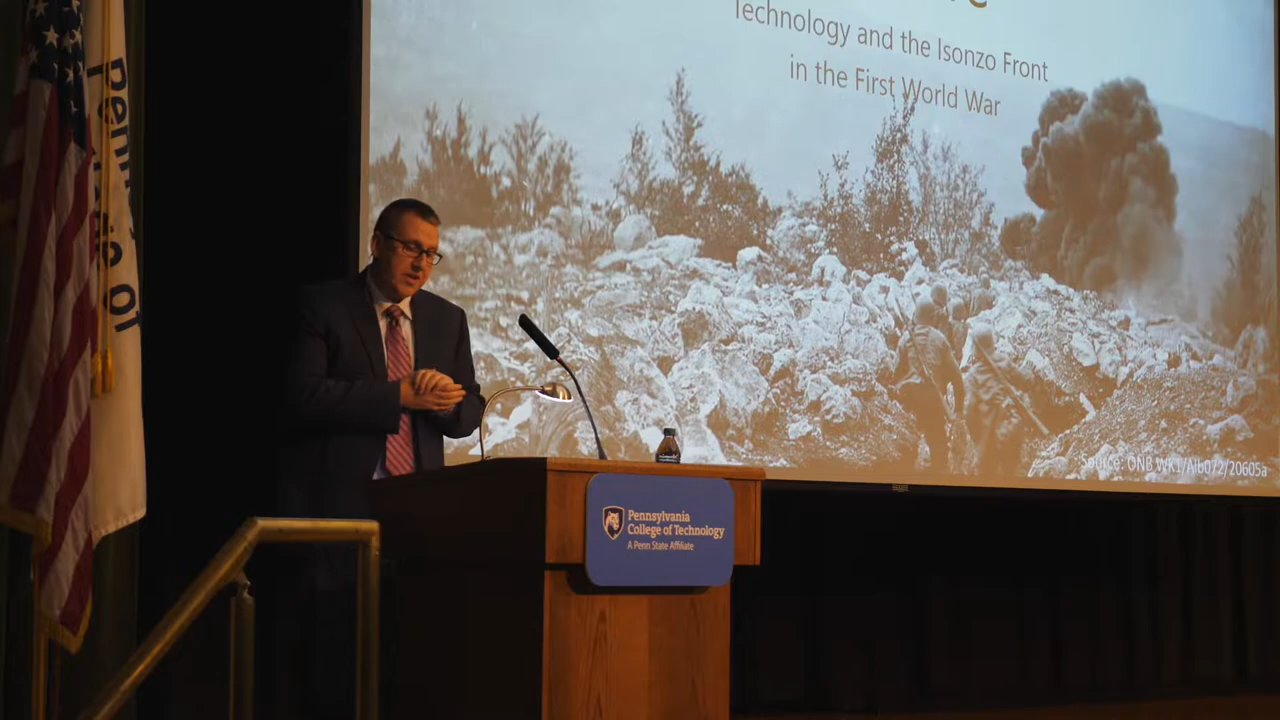 Technology and the Isonzo Front
in the First World War
Source: ÖNB WK1/Alb072/20605a
Pennsylvania
College of Technology
A Penn State Affiliate